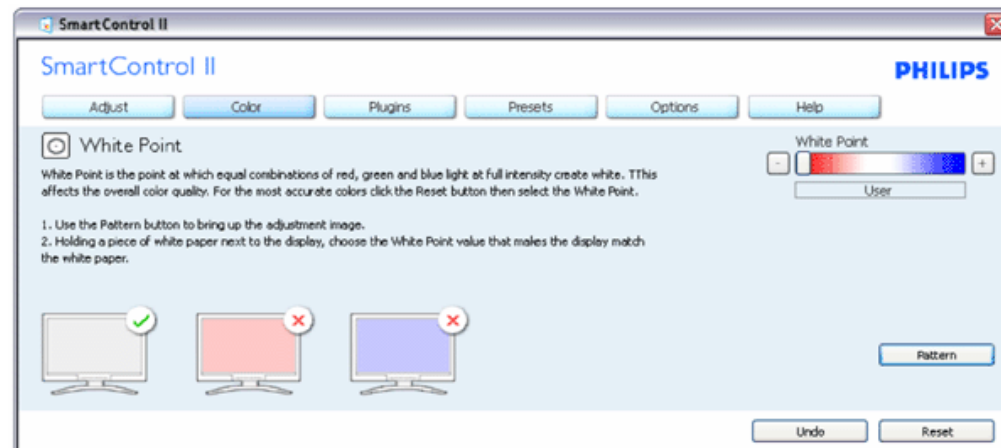 SmartControl II
SmartControl II
PHILIPS
Adjust
Color
Plugins
Presets
Options
Help
White Point
White Point is the point at which equal combinations of red, green and blue light at full intensity create white. TThis
affects the overall color quality. For the most accurate colors click the Reset button then select the White Point.
1. Use the Pattern button to bring up the adjustment image.
2. Holding a piece of white paper next to the display, choose the White Point value that makes the display match
the white paper.
White Point
- +
User
Pattern
Undo
Reset